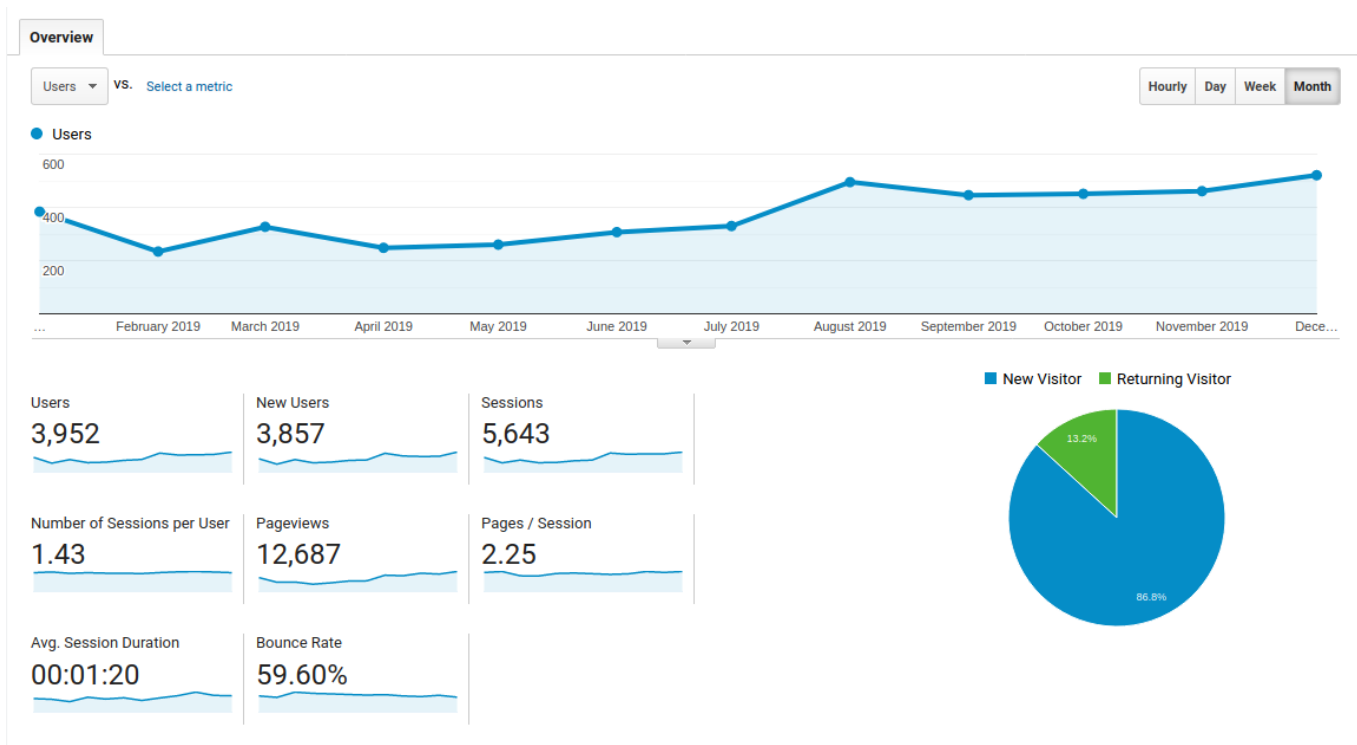 Overview
Users VS. Select a metric
Hourly Day Week Month
Users
600
400
200
... February 2019 March 2019 April 2019 May 2019 June 2019 July 2019 August 2019 September 2019 October 2019 November 2019 Dece...
New Visitor Returning Visitor
Users New Users Sessions
3,952 3,857 5,643
13.2%
Number of Sessions per User Pageviews Pages / Session
1.43 12,687 2.25
86.8%
Avg. Session Duration Bounce Rate
00:01:20 59.60%